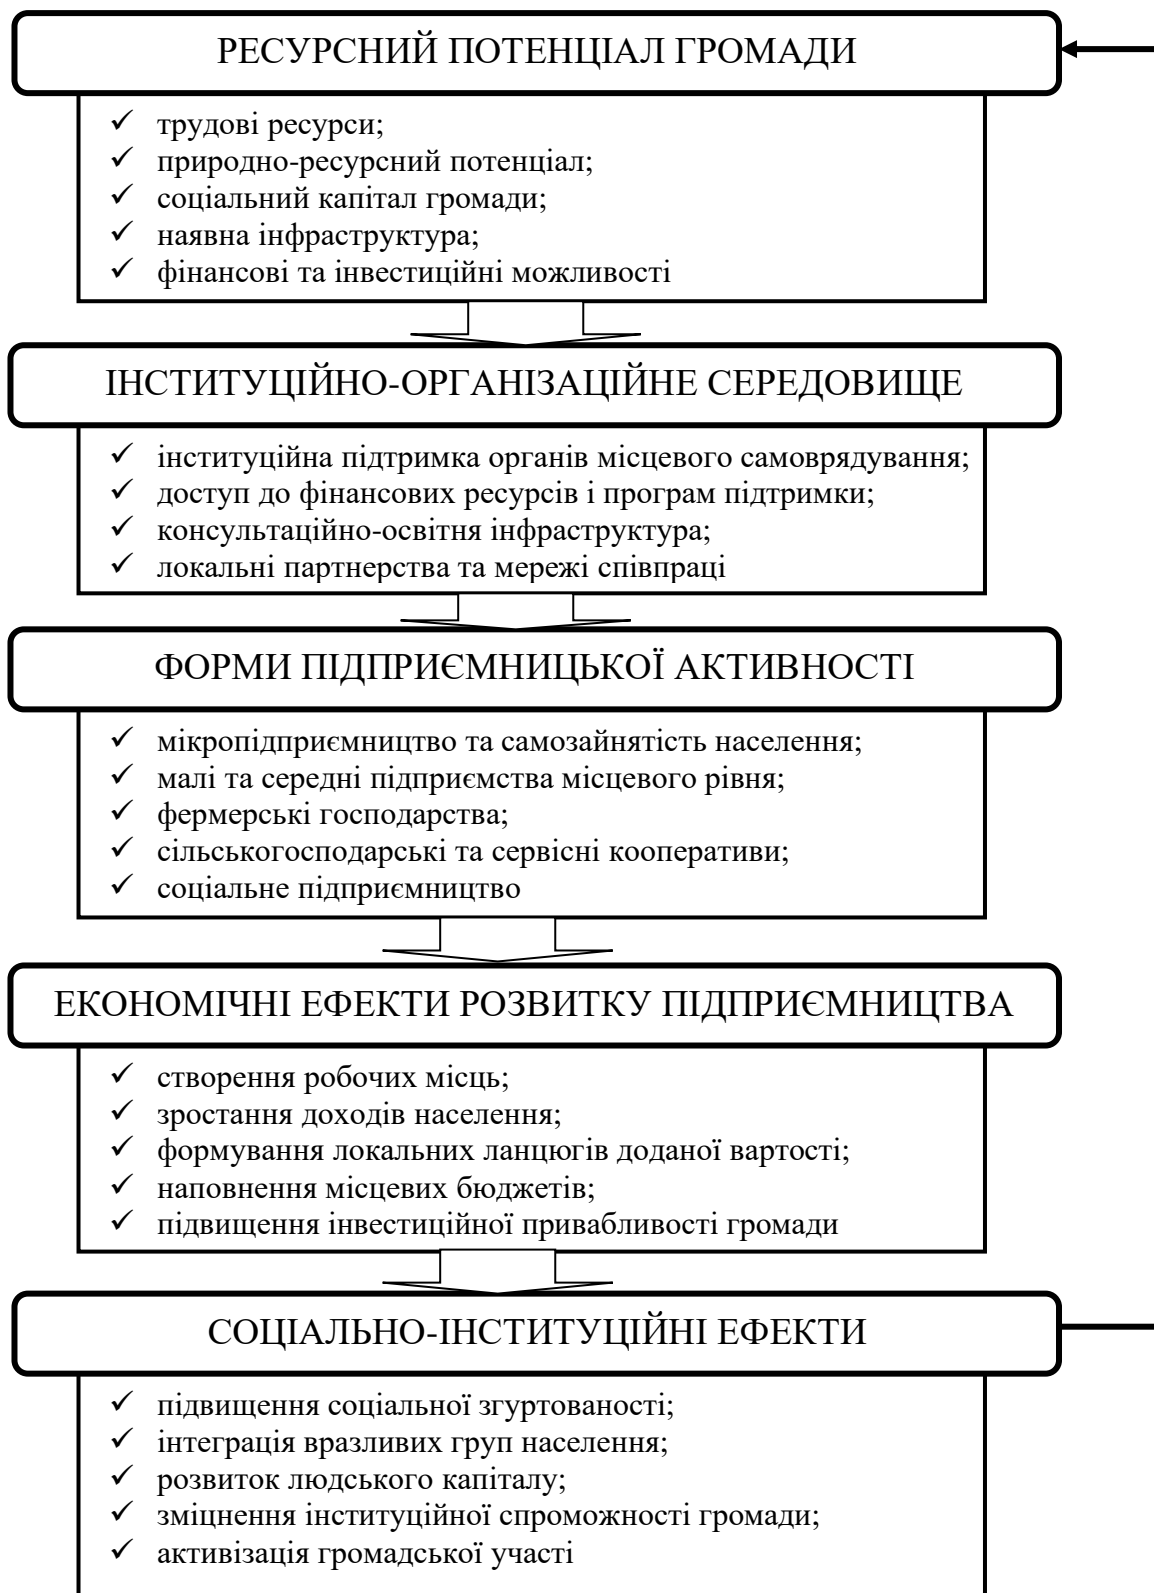 РЕСУРСНИЙ ПОТЕНЦІАЛ ГРОМАДИ
✓ трудові ресурси;
✓ природно-ресурсний потенціал;
✓ соціальний капітал громади;
✓ наявна інфраструктура;
✓ фінансові та інвестиційні можливості
ІНСТИТУЦІЙНО-ОРГАНІЗАЦІЙНЕ СЕРЕДОВИЩЕ
✓ інституційна підтримка органів місцевого самоврядування;
✓ доступ до фінансових ресурсів і програм підтримки;
✓ консультаційно-освітня інфраструктура;
✓ локальні партнерства та мережі співпраці
ФОРМИ ПІДПРИЄМНИЦЬКОЇ АКТИВНОСТІ
✓ мікропідприємництво та самозайнятість населення;
✓ малі та середні підприємства місцевого рівня;
✓ фермерські господарства;
✓ сільськогосподарські та сервісні кооперативи;
✓ соціальне підприємництво
ЕКОНОМІЧНІ ЕФЕКТИ РОЗВИТКУ ПІДПРИЄМНИЦТВА
✓ створення робочих місць;
✓ зростання доходів населення;
✓ формування локальних ланцюгів доданої вартості;
✓ наповнення місцевих бюджетів;
✓ підвищення інвестиційної привабливості громади
СОЦІАЛЬНО-ІНСТИТУЦІЙНІ ЕФЕКТИ
✓ підвищення соціальної згуртованості;
✓ інтеграція вразливих груп населення;
✓ розвиток людського капіталу;
✓ зміцнення інституційної спроможності громади;
✓ активізація громадської участі